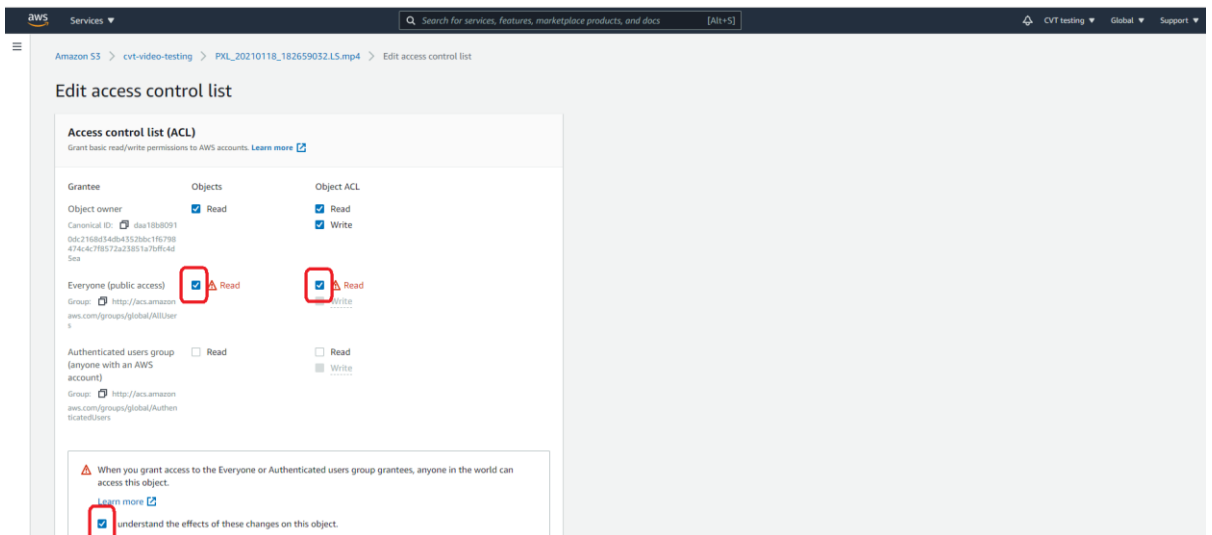 aws Services ▼ Search for services, features, marketplace products, and docs [Alt+S] CVT testing ▼ Global ▼ Support ▼
Amazon S3 > cvt-video-testing > PXL_20210118_182659032.LS.mp4 > Edit access control list
Edit access control list
Access control list (ACL)
Grant basic read/write permissions to AWS accounts. Learn more
Grantee Objects Object ACL
Object owner Read Read
Canonical ID: daa18b8091 Write
0dc2168d34db4352bbc1f6798
474c4c7f8572a23851a7bffc4d
5ea
Everyone (public access) Read Read
Group: http://acs.amazon Write
aws.com/groups/global/AllUser
s
Authenticated users group Read Read
(anyone with an AWS Write
account)
Group: http://acs.amazon
aws.com/groups/global/Authen
ticatedUsers
When you grant access to the Everyone or Authenticated users group grantees, anyone in the world can
access this object.
Learn more
understand the effects of these changes on this object.